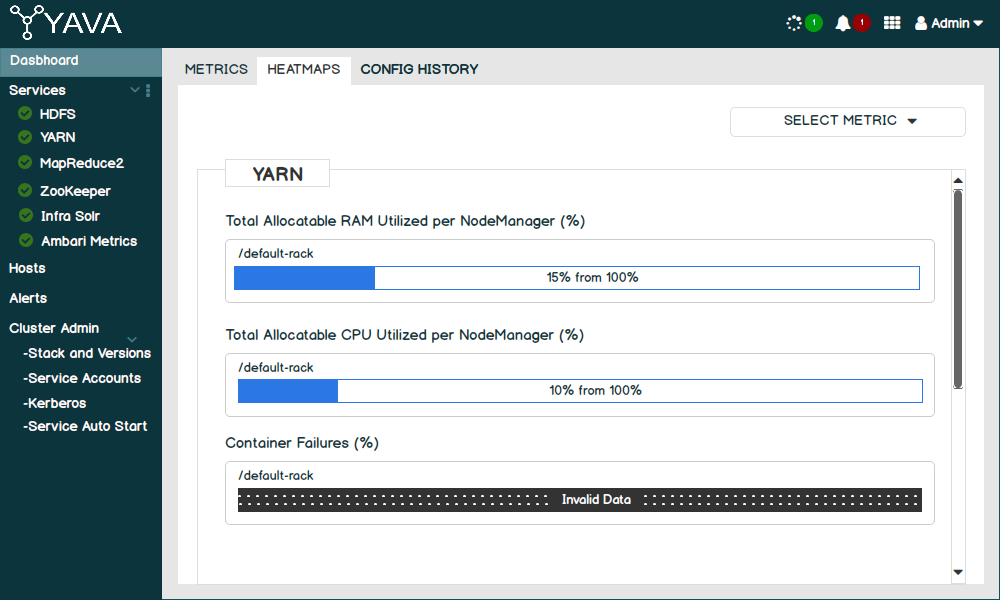 YAVA
1
1
Admin
Dasbhoard
Services
HDFS
YARN
MapReduce2
ZooKeeper
Infra Solr
Ambari Metrics
Hosts
Alerts
Cluster Admin
-Stack and Versions
-Service Accounts
-Kerberos
-Service Auto Start
METRICS HEATMAPS CONFIG HISTORY
SELECT METRIC
YARN
Total Allocatable RAM Utilized per NodeManager (%)
/default-rack
15% from 100%
Total Allocatable CPU Utilized per NodeManager (%)
/default-rack
10% from 100%
Container Failures (%)
/default-rack
Invalid Data